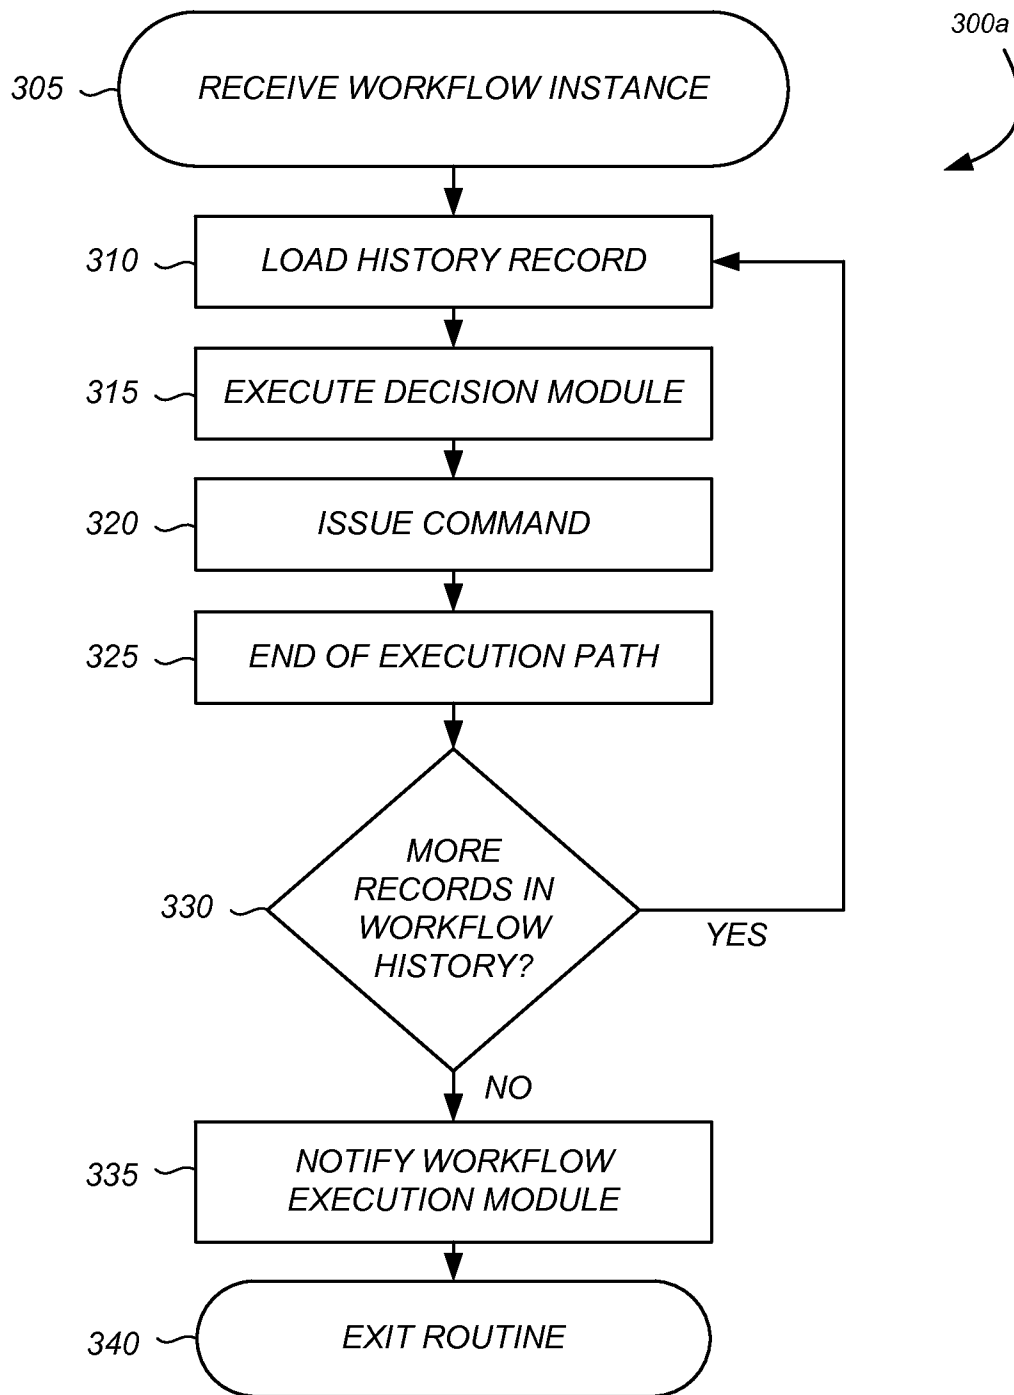 300a
305
RECEIVE WORKFLOW INSTANCE
310
LOAD HISTORY RECORD
315
EXECUTE DECISION MODULE
320
ISSUE COMMAND
325
END OF EXECUTION PATH
330
MORE
RECORDS IN
WORKFLOW
HISTORY?
YES
NO
335
NOTIFY WORKFLOW
EXECUTION MODULE
340
EXIT ROUTINE